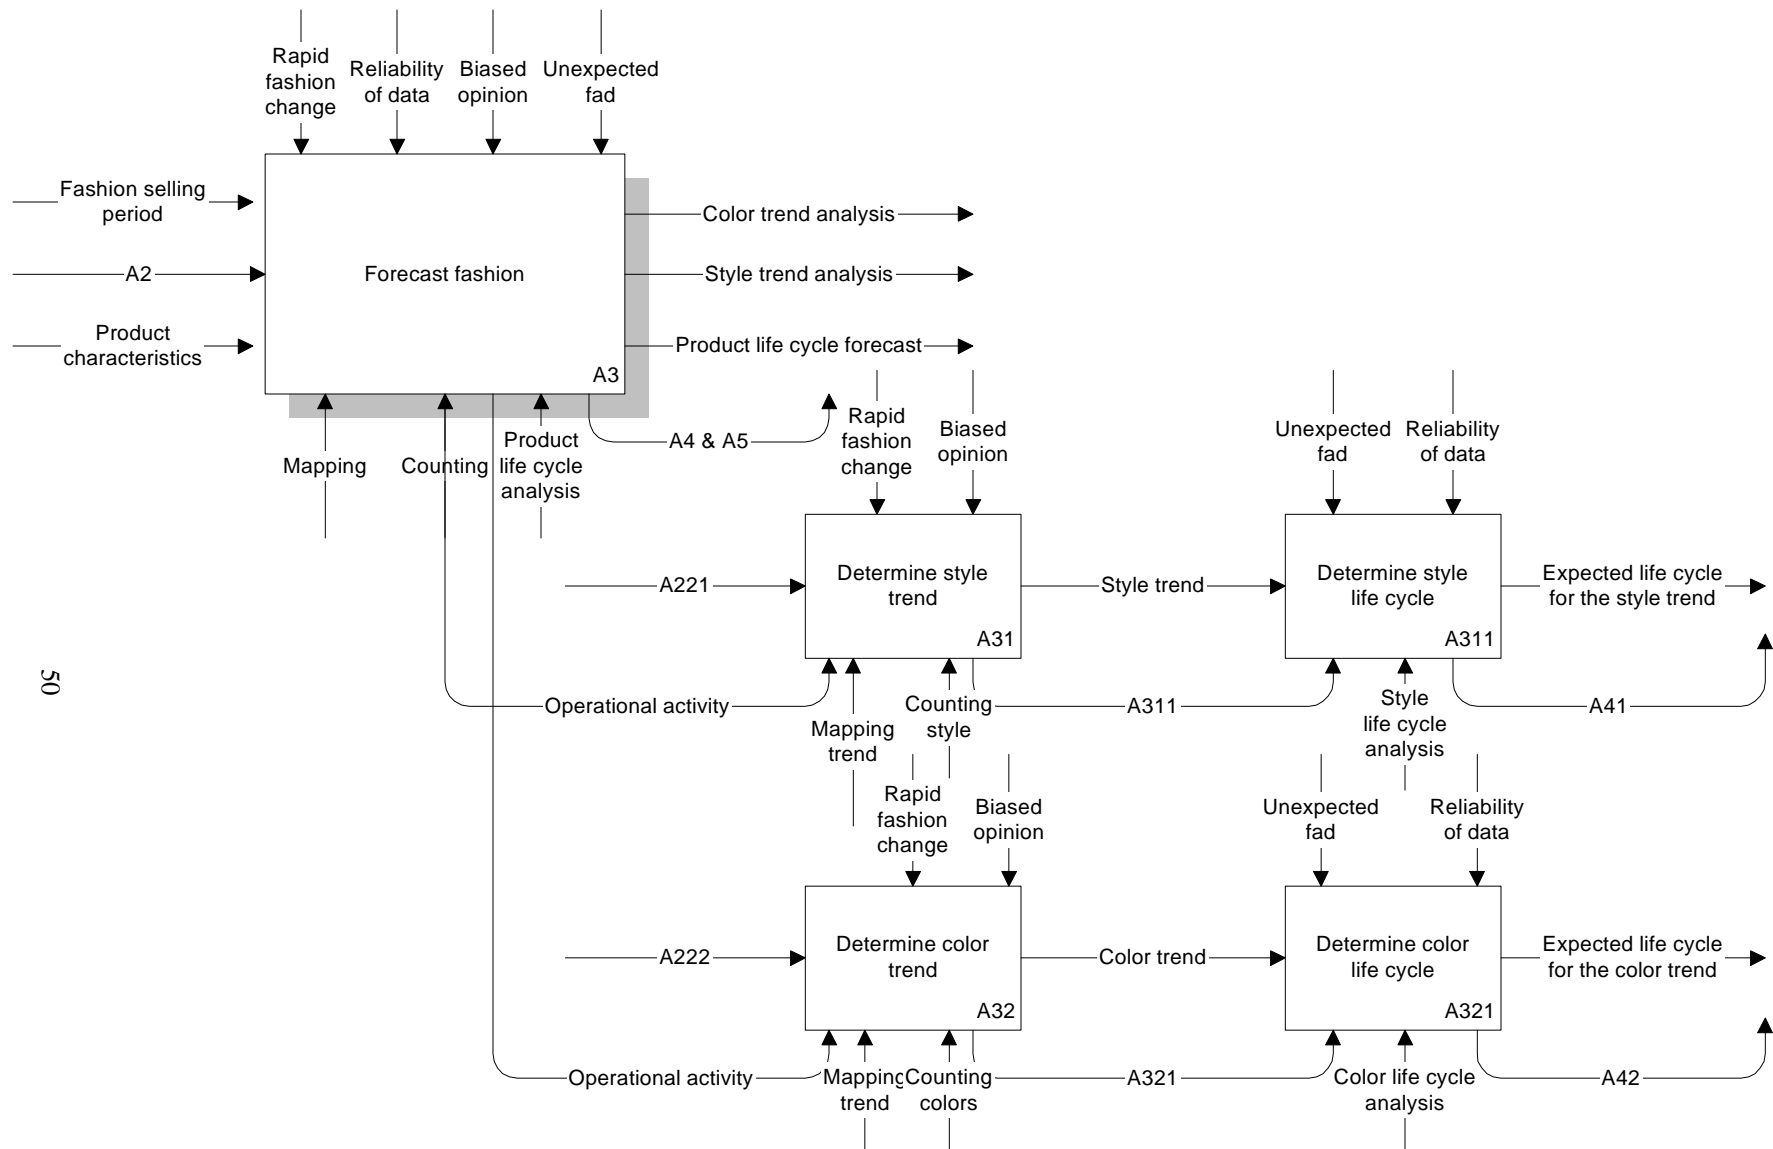 Rapid
fashion
change
Reliability
of data
Biased
opinion
Unexpected
fad
Fashion selling
period
A2
Product
characteristics
Forecast fashion
A3
Color trend analysis
Style trend analysis
Product life cycle forecast
A4 & A5
Mapping
Counting
Product
life cycle
analysis
Rapid
fashion
change
Biased
opinion
Unexpected
fad
Reliability
of data
A221
Determine style
trend
A31
Style trend
Determine style
life cycle
A311
Expected life cycle
for the style trend
Operational activity
Mapping
trend
Counting
style
A311
Style
life cycle
analysis
A41
50
Rapid
fashion
change
Biased
opinion
Unexpected
fad
Reliability
of data
A222
Determine color
trend
A32
Color trend
Determine color
life cycle
A321
Expected life cycle
for the color trend
Operational activity
Mapping
trend
Counting
colors
A321
Color life cycle
analysis
A42